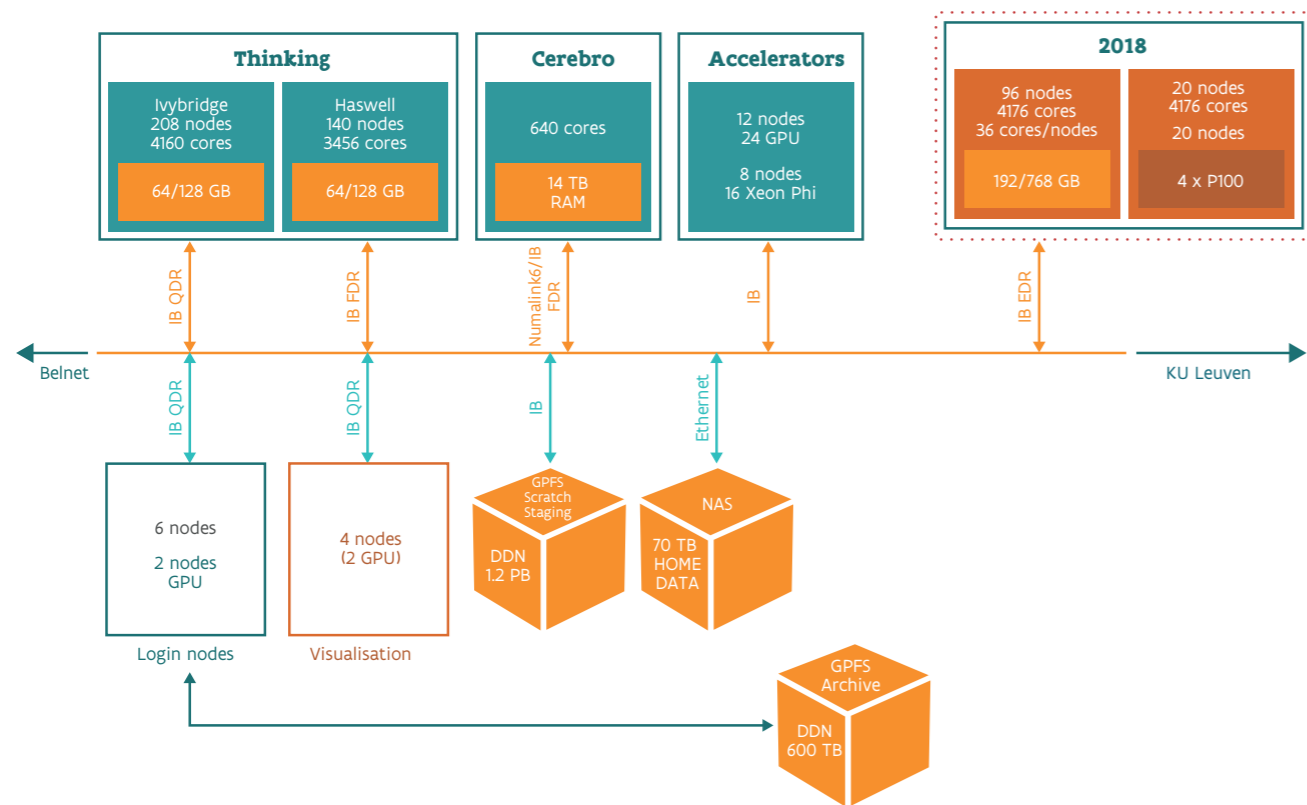 Thinking
Ivybridge
208 nodes
4160 cores
64/128 GB
Haswell
140 nodes
3456 cores
64/128 GB
Cerebro
640 cores
14 TB
RAM
Accelerators
12 nodes
24 GPU
8 nodes
16 Xeon Phi
2018
96 nodes
4176 cores
36 cores/nodes
192/768 GB
20 nodes
4176 cores
20 nodes
4 x P100
IB QDR
IB FDR
Numalink6/IB
FDR
IB
IB EDR
Belnet
KU Leuven
IB QDR
IB QDR
IB
Ethernet
6 nodes
2 nodes
GPU
Login nodes
4 nodes
(2 GPU)
Visualisation
GPFS
Scratch
Staging
DDN
1.2 PB
NAS
70 TB
HOME
DATA
GPFS
Archive
DDN
600 TB